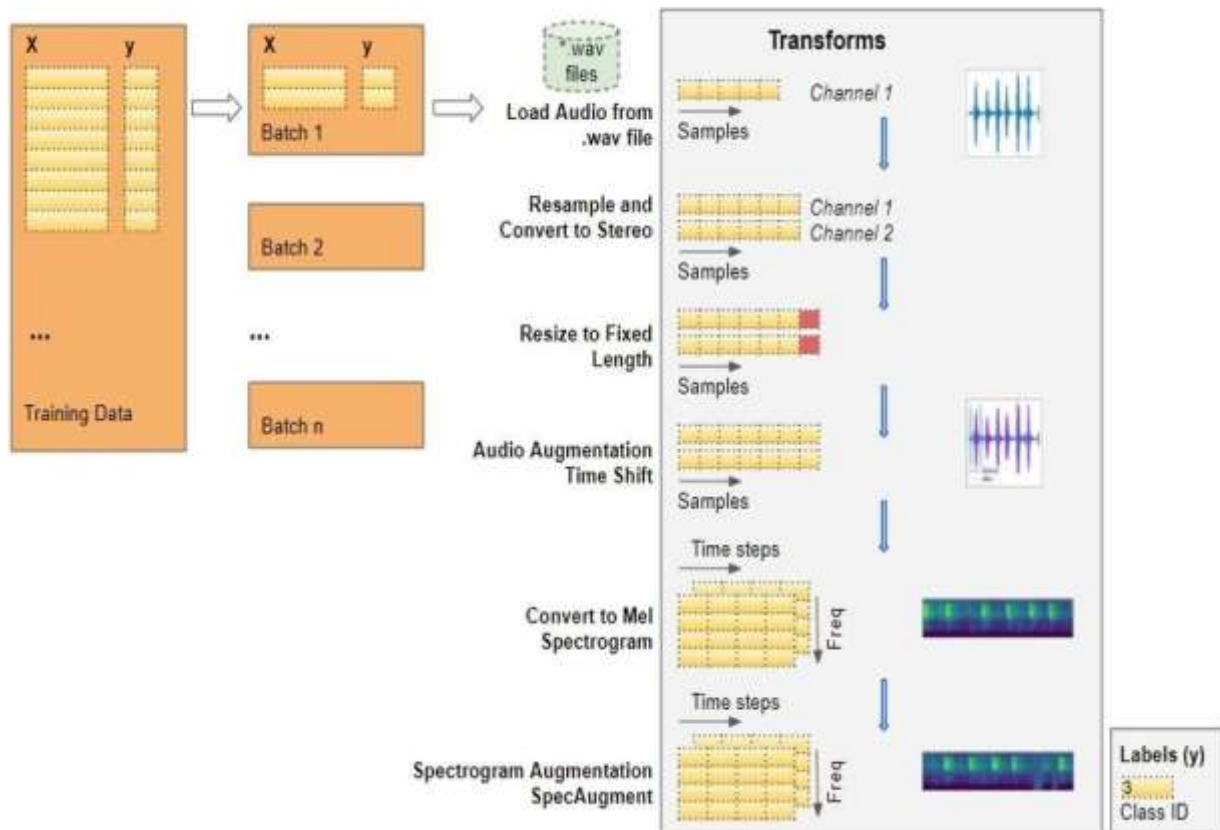 X y
Training Data
...
X y
Batch 1
Batch 2
...
Batch n
*.wav
files
Load Audio from
.wav file
Resample and
Convert to Stereo
Resize to Fixed
Length
Audio Augmentation
Time Shift
Convert to Mel
Spectrogram
Spectrogram Augmentation
SpecAugment
Transforms
Channel 1
Samples
Channel 1
Channel 2
Samples
Samples
Samples
Time steps
Freq
Time steps
Freq
Labels (y)
3
Class ID